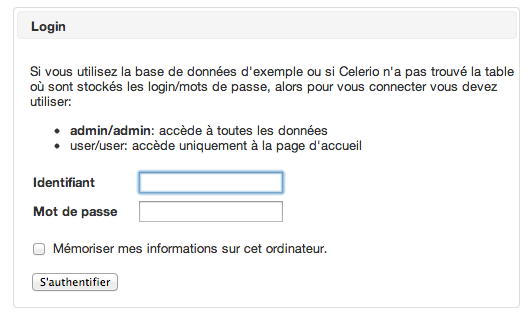 Login
Si vous utilisez la base de données d'exemple ou si Celerio n'a pas trouvé la table
où sont stockés les login/mots de passe, alors pour vous connecter vous devez
utiliser:
admin/admin: accède à toutes les données
user/user: accède uniquement à la page d'accueil
Identifiant
Mot de passe
Mémoriser mes informations sur cet ordinateur.
S'authentifier